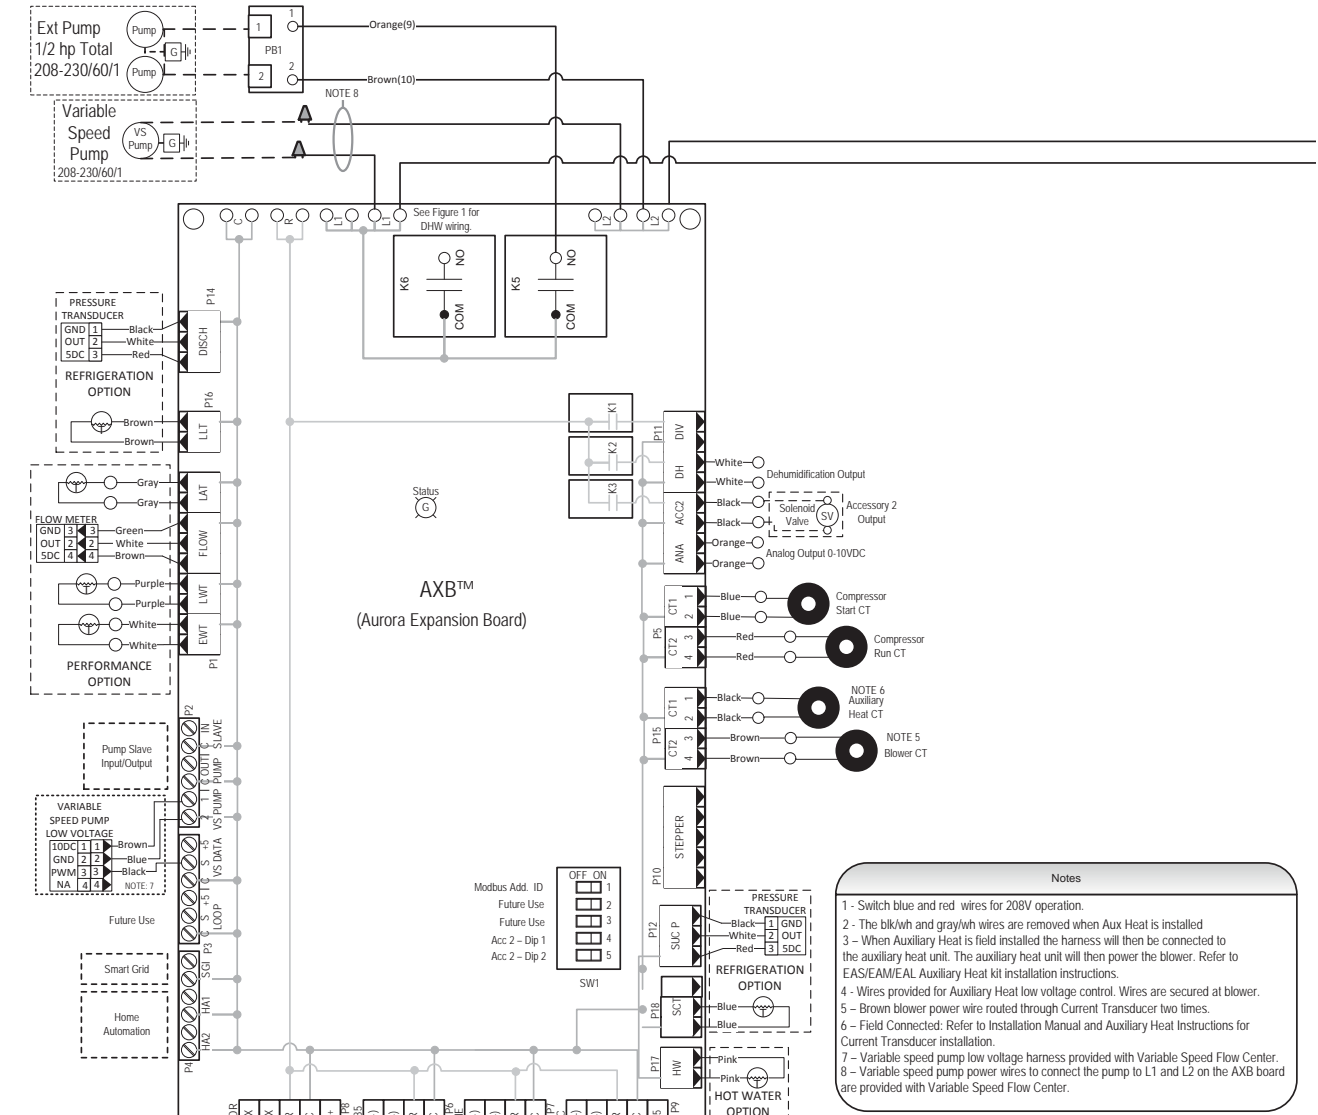 Ext Pump
1/2 hp Total
208-230/60/1
Pump
G
Pump
1
1
PB1
2
2
Orange(9)
Brown(10)
NOTE 8
Variable
Speed
Pump
208-230/60/1
VS
Pump
G
C
R
L1
L1
See Figure 1 for
DHW wiring.
L2
L2
K6
NO
COM
K5
NO
COM
PRESSURE
TRANSDUCER
GND 1 Black
OUT 2 White
5DC 3 Red
REFRIGERATION
OPTION
P14
DISCH
P16
LLT
Brown
Brown
Gray
Gray
LAT
FLOW METER
GND 3 3 Green
OUT 2 2 White
5DC 4 4 Brown
FLOW
Purple
Purple
LWT
White
White
EWT
P1
PERFORMANCE
OPTION
Status
G
AXB™
(Aurora Expansion Board)
K1
K2
K3
P11
DIV
DH
ACC2
ANA
White
White
Dehumidification Output
Black
Black
Solenoid
Valve
SV
Accessory 2
Output
Orange
Orange
Analog Output 0-10VDC
P5
CT1
1
2
CT2
3
4
Blue
Blue
Compressor
Start CT
Red
Red
Compressor
Run CT
P15
CT1
1
2
CT2
3
4
Black
Black
NOTE 6
Auxiliary
Heat CT
Brown
Brown
NOTE 5
Blower CT
Pump Slave
Input/Output
P2
IN
C
SLAVE
OUT
C
PUMP
1
2
VS PUMP
VARIABLE
SPEED PUMP
LOW VOLTAGE
10DC 1 1 Brown
GND 2 2 Blue
PWM 3 3 Black
NA 4 4 NOTE: 7
+5
S
C
VS DATA
+5
S
C
LOOP
P3
Future Use
Smart Grid
SGI
Home
Automation
HA1
HA2
P4
STEPPER
P10
OFF ON
Modbus Add. ID 1
Future Use 2
Future Use 3
Acc 2 – Dip 1 4
Acc 2 – Dip 2 5
SW1
P12
SUC P
PRESSURE
TRANSDUCER
Black 1 GND
White 2 OUT
Red 3 5DC
REFRIGERATION
OPTION
P18
SCT
Blue
Blue
P17
HW
Pink
Pink
HOT WATER
OPTION
R
C
+
P8
R
C
P6
R
C
P7
R
C
P9
Notes
1 - Switch blue and red wires for 208V operation.
2 - The blk/wh and gray/wh wires are removed when Aux Heat is installed
3 – When Auxiliary Heat is field installed the harness will then be connected to
the auxiliary heat unit. The auxiliary heat unit will then power the blower. Refer to
EAS/EAM/EAL Auxiliary Heat kit installation instructions.
4 - Wires provided for Auxiliary Heat low voltage control. Wires are secured at blower.
5 – Brown blower power wire routed through Current Transducer two times.
6 – Field Connected: Refer to Installation Manual and Auxiliary Heat Instructions for
Current Transducer installation.
7 – Variable speed pump low voltage harness provided with Variable Speed Flow Center.
8 – Variable speed pump power wires to connect the pump to L1 and L2 on the AXB board
are provided with Variable Speed Flow Center.